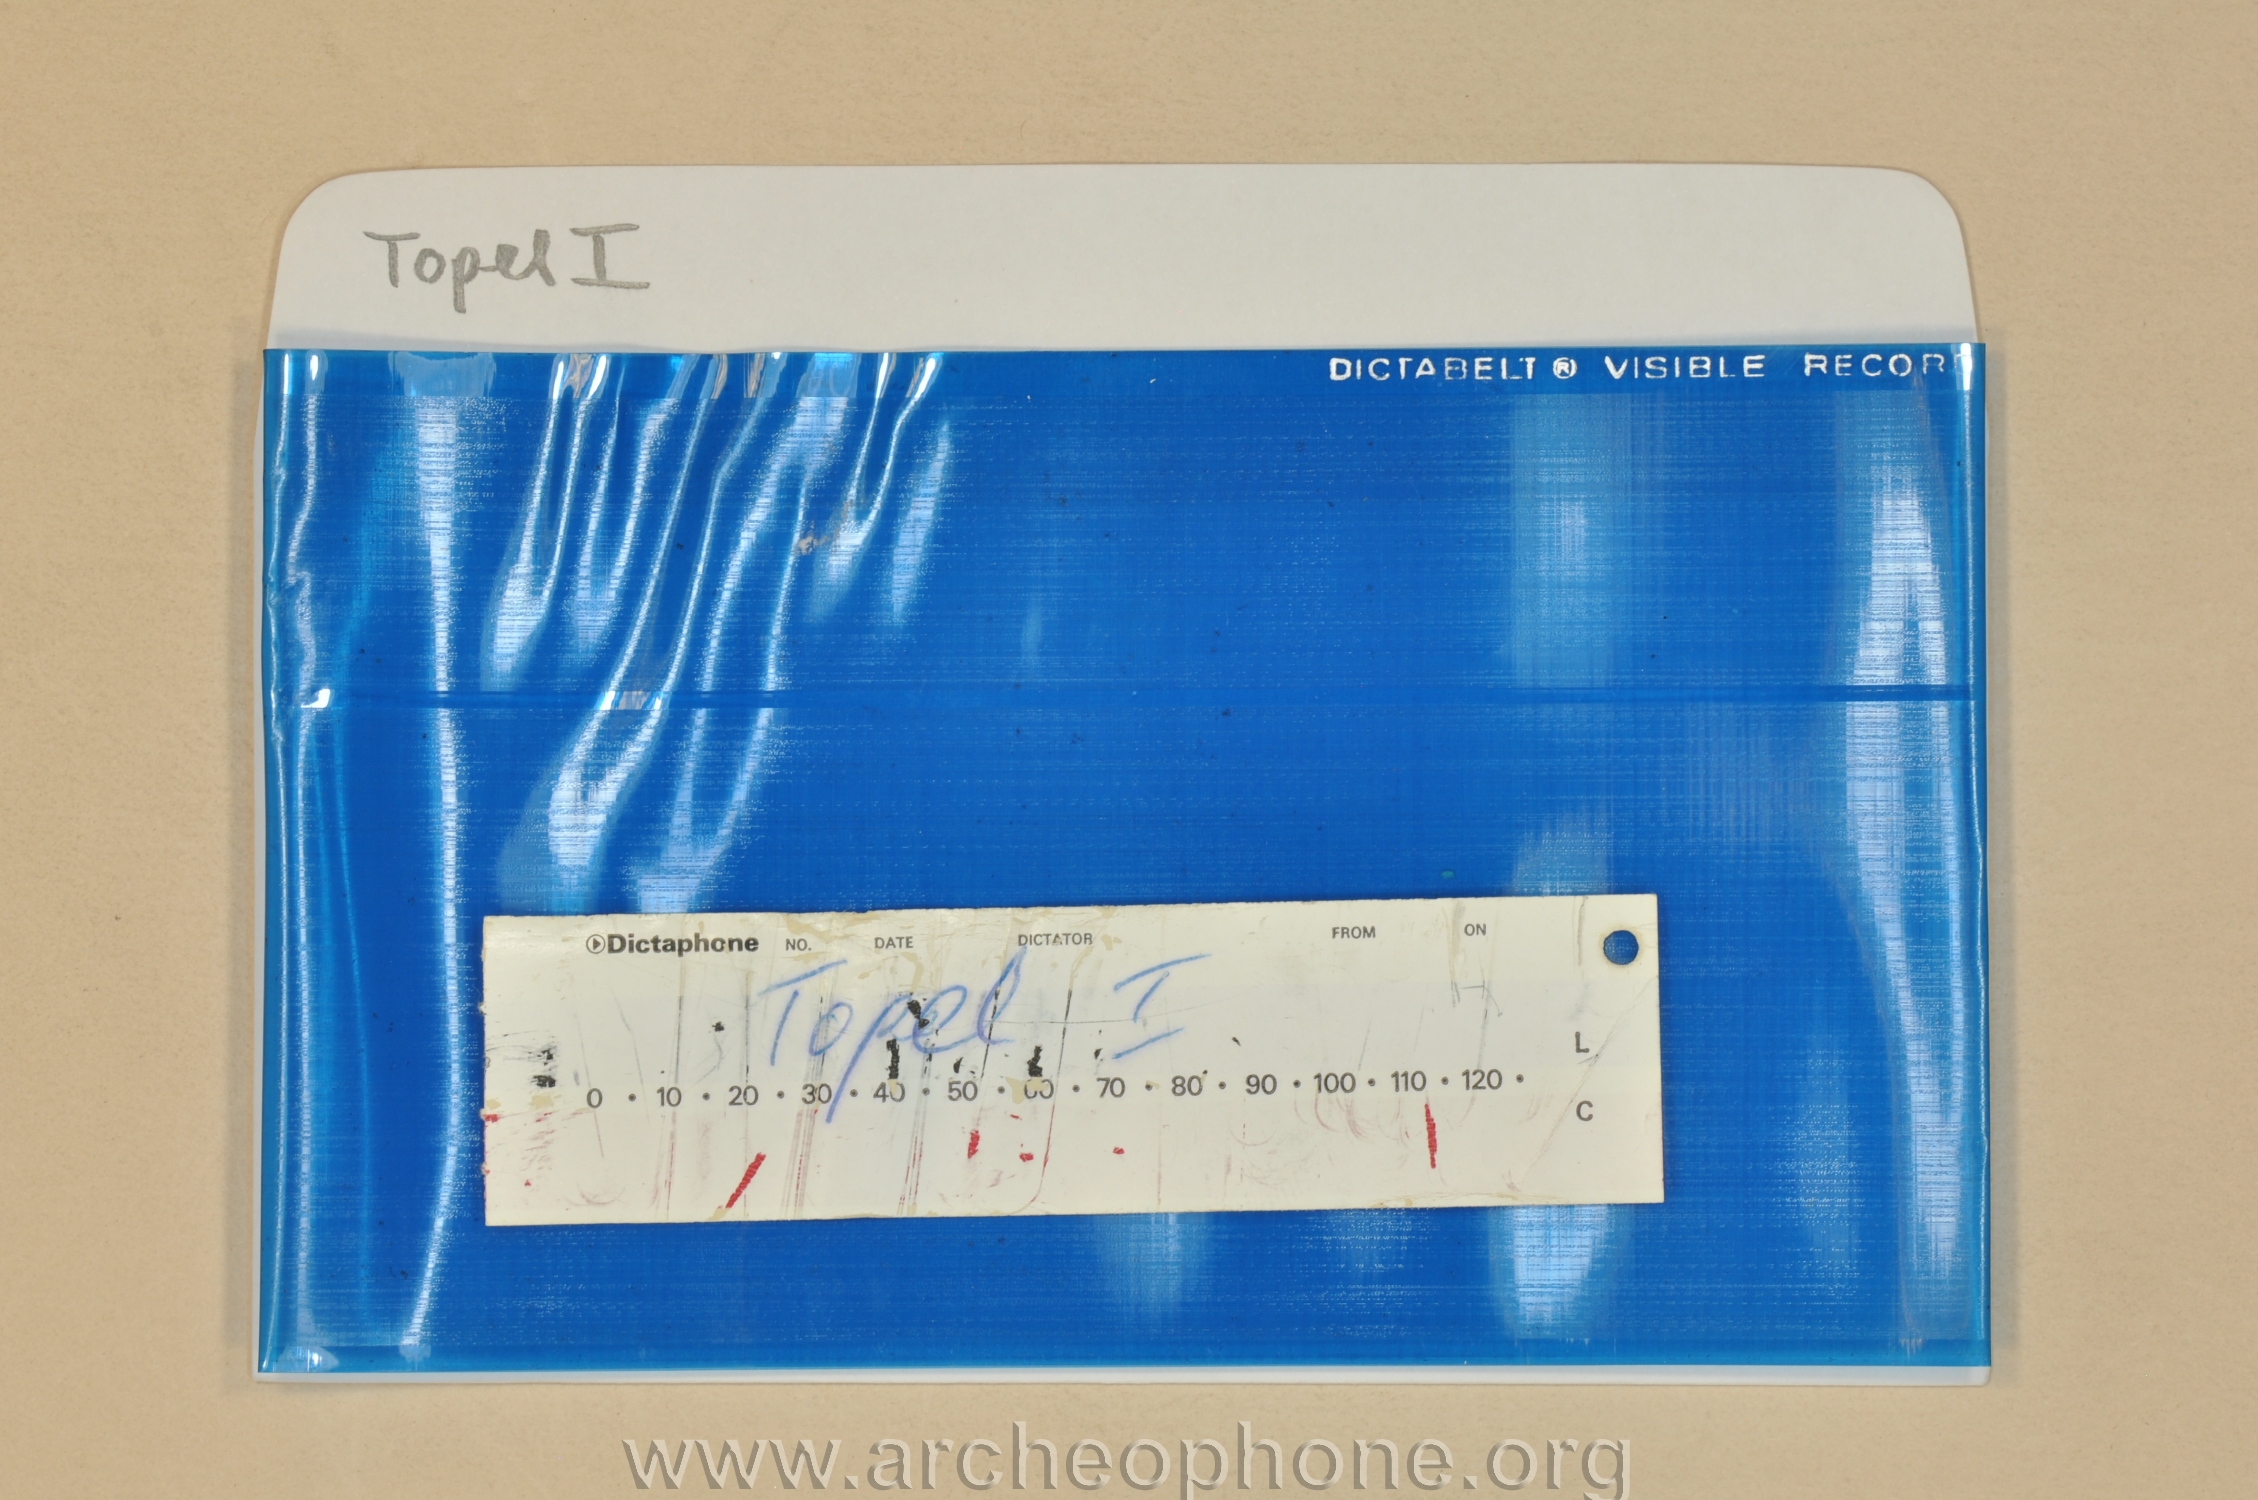 Topel I
DICTABELT ® VISIBLE RECORD
Dictaphone NO. DATE DICTATOR FROM ON
Topel I
L
0 • 10 • 20 • 30 • 40 • 50 • 60 • 70 • 80 • 90 • 100 • 110 • 120 •
C
www.archeophone.org